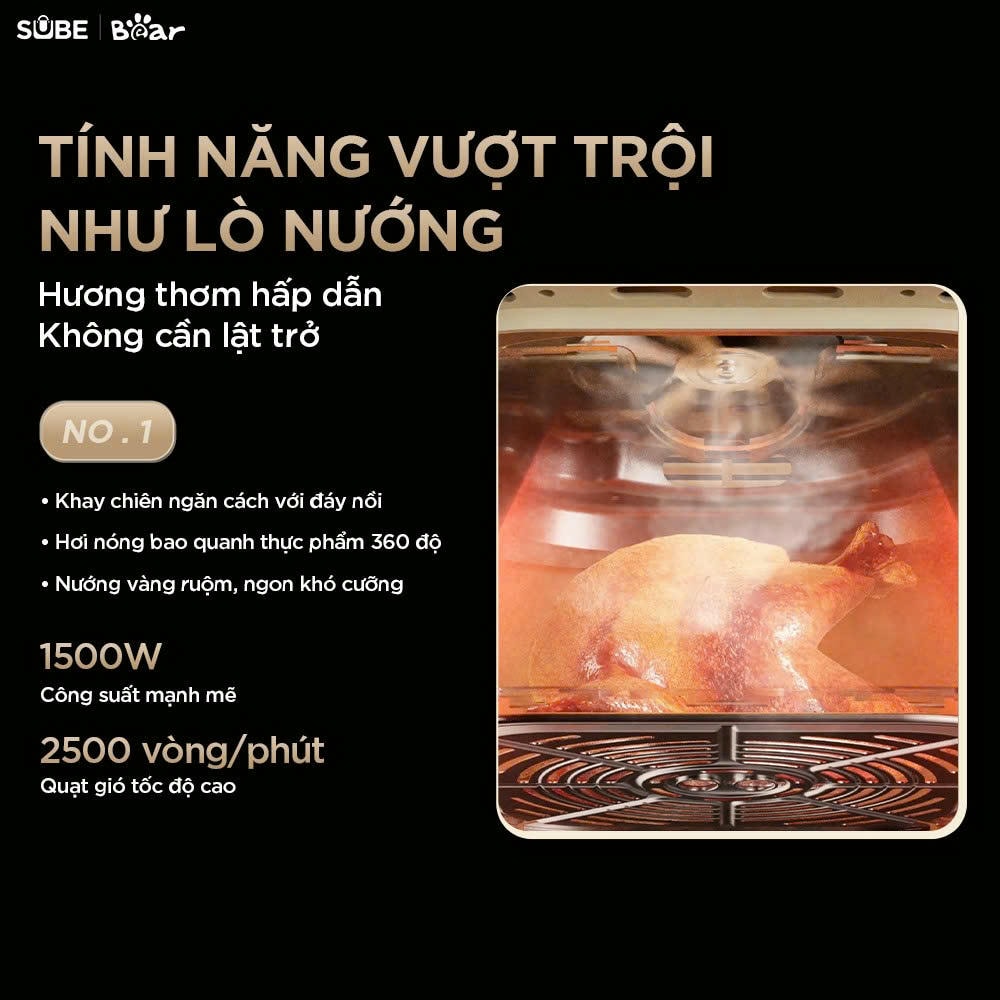 SUBE | Bear
TÍNH NĂNG VƯỢT TRỘI
NHƯ LÒ NƯỚNG
Hương thơm hấp dẫn
Không cần lật trở
NO . 1
• Khay chiên ngăn cách với đáy nồi
• Hơi nóng bao quanh thực phẩm 360 độ
• Nướng vàng ruộm, ngon khó cưỡng
1500W
Công suất mạnh mẽ
2500 vòng/phút
Quạt gió tốc độ cao